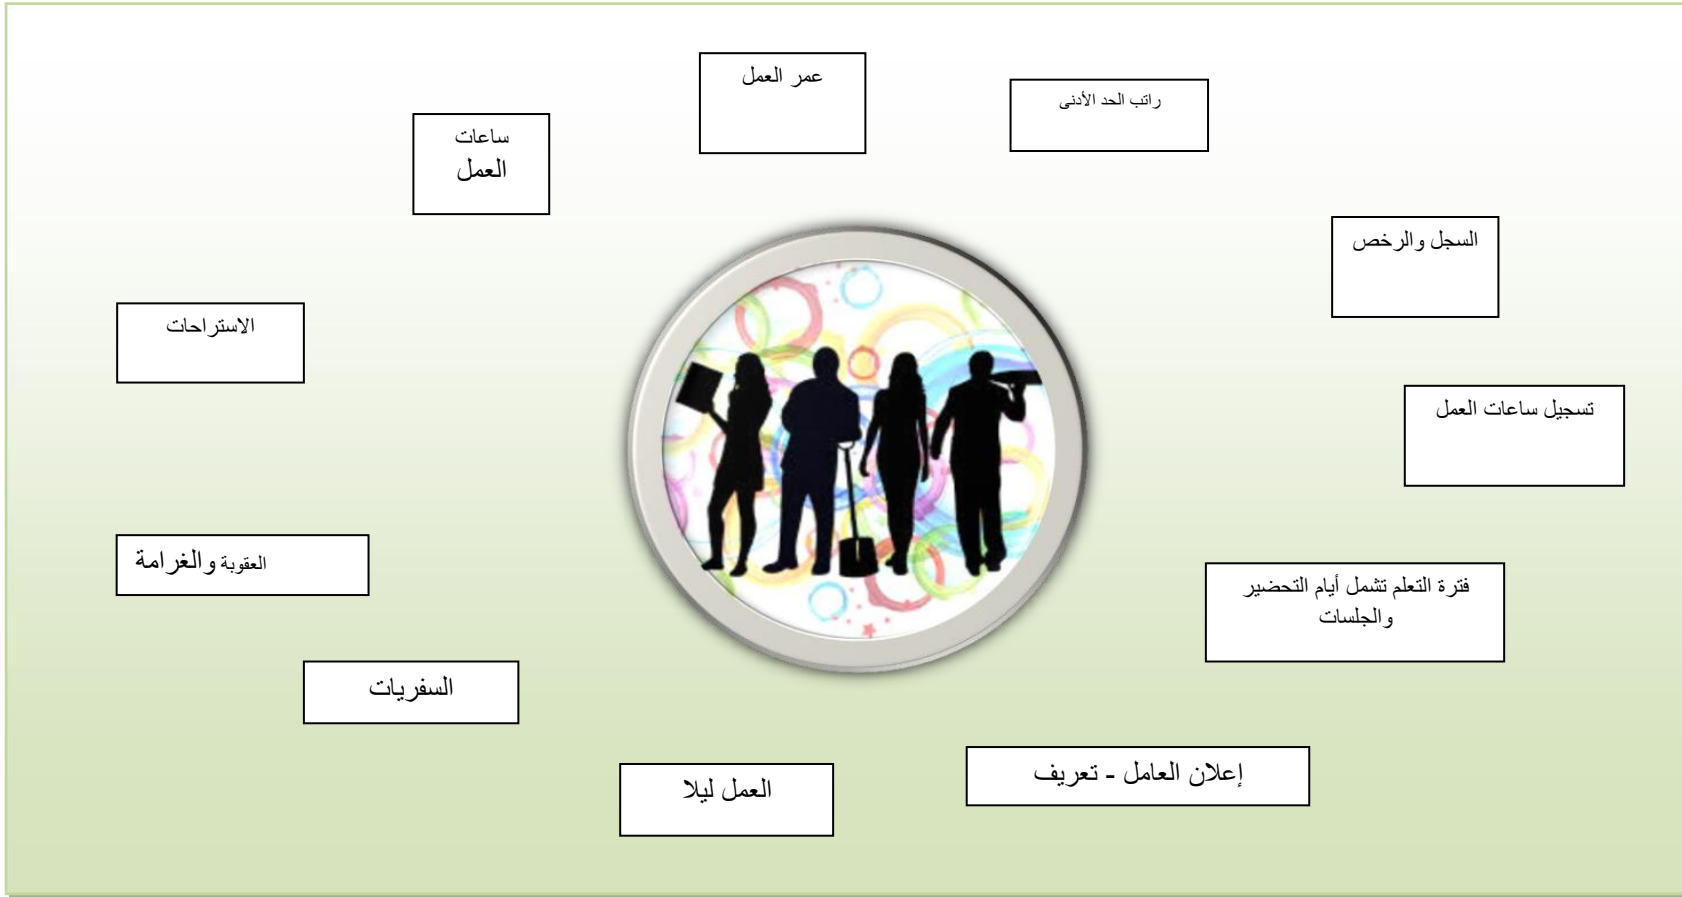 عمر العمل
راتب الحد الأدنى
ساعات
العمل
السجل والرخص
الاستراحات
تسجيل ساعات العمل
العقوبة والغرامة
فترة التعلم تشمل أيام التحضير
والجلسات
السفريات
إعلان العامل - تعريف
العمل ليلا